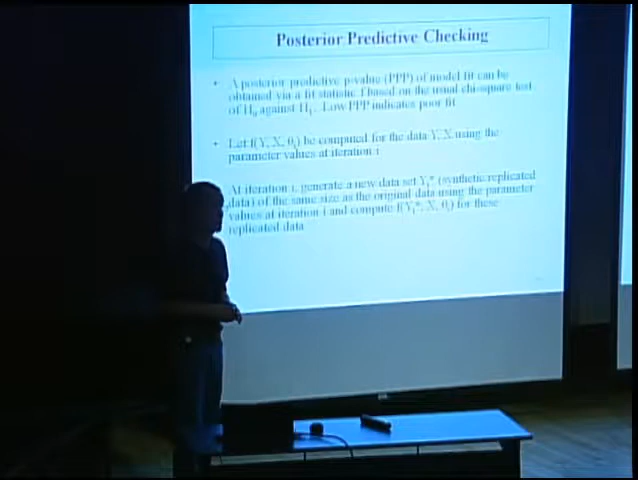 Posterior Predictive Checking
• A posterior predictive p-value (PPP) of model fit can be
obtained via a fit statistic f based on the usual chi-square test
of H₀ against H₁. Low PPP indicates poor fit
• Let f(Y, X, θᵢ) be computed for the data Y, X using the
parameter values at iteration i
At iteration i, generate a new data set Yᵢ* (synthetic replicated
data) of the same size as the original data using the parameter
values at iteration i and compute f(Yᵢ*, X, θᵢ) for these
replicated data